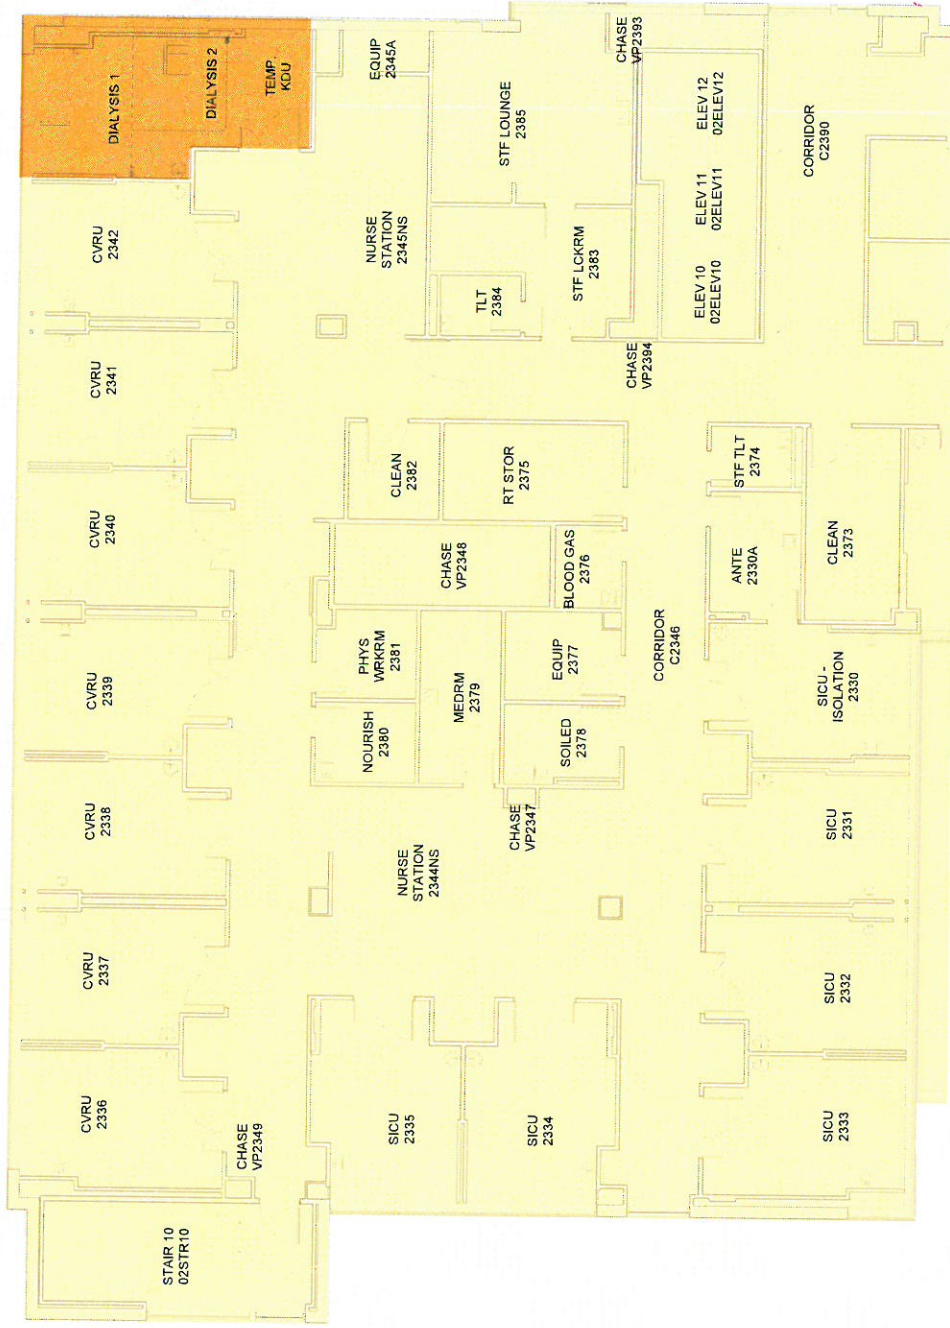 DIALYSIS 1
DIALYSIS 2
TEMP.
KDU
EQUIP
2345A
STF LOUNGE
2385
CHASE
VP2393
ELEV 12
02ELEV12
ELEV 11
02ELEV11
ELEV 10
02ELEV10
CORRIDOR
C2390
CVRU
2342
NURSE
STATION
2345NS
TLT
2384
STF LCKRM
2383
CHASE
VP2394
CVRU
2341
CVRU
2340
CLEAN
2382
RT STOR
2375
STF TLT
2374
CHASE
VP2348
BLOOD GAS
2376
ANTE
2330A
CLEAN
2373
CVRU
2339
PHYS
WRKRM
2381
MEDRM
2379
EQUIP
2377
CORRIDOR
C2346
SICU -
ISOLATION
2330
NOURISH
2380
SOILED
2378
CVRU
2338
NURSE
STATION
2344NS
CHASE
VP2347
SICU
2331
CVRU
2337
SICU
2332
CVRU
2336
CHASE
VP2349
SICU
2335
SICU
2334
SICU
2333
STAIR 10
02STR10